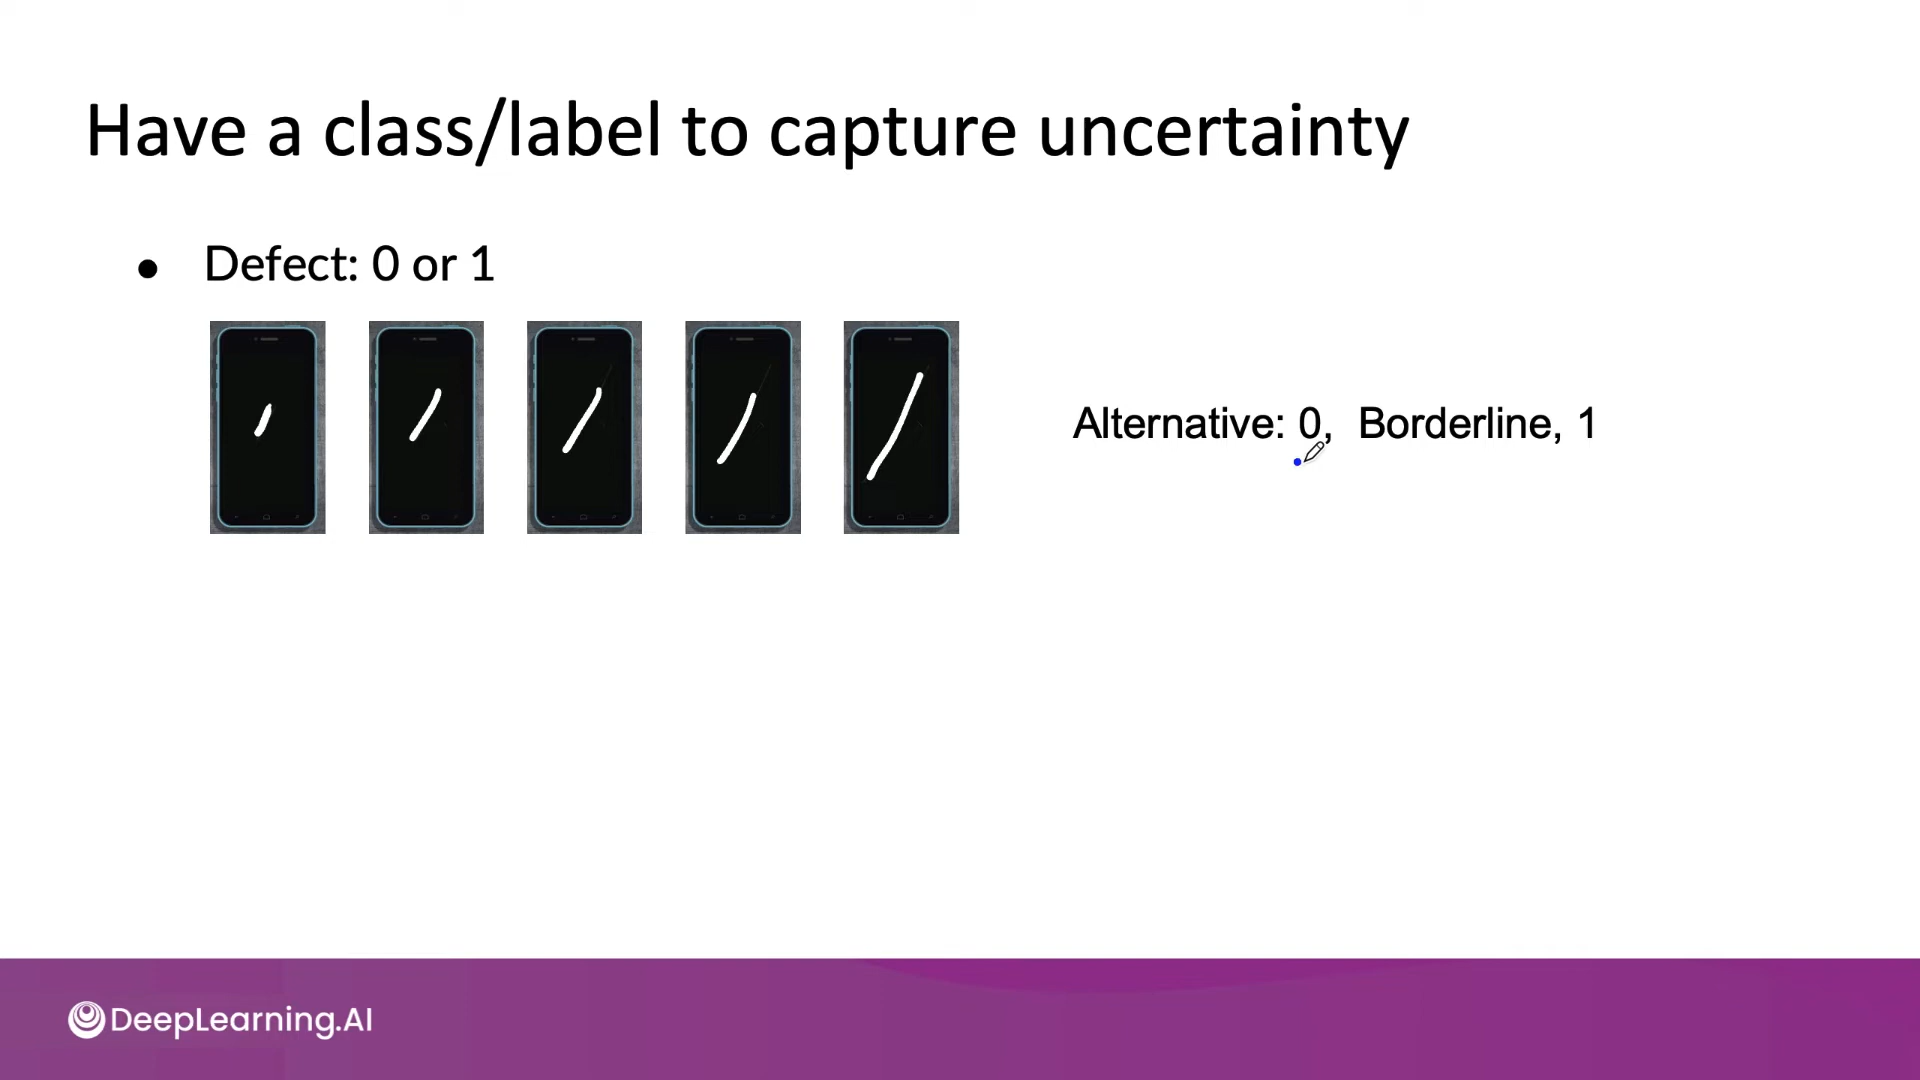 Have a class/label to capture uncertainty
● Defect: 0 or 1
Alternative: 0, Borderline, 1
DeepLearning.AI